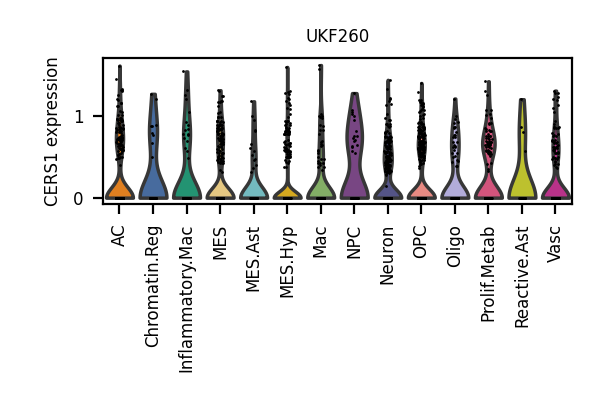 UKF260
CERS1 expression
1
0
AC
Chromatin.Reg
Inflammatory.Mac
MES
MES.Ast
MES.Hyp
Mac
NPC
Neuron
OPC
Oligo
Prolif.Metab
Reactive.Ast
Vasc